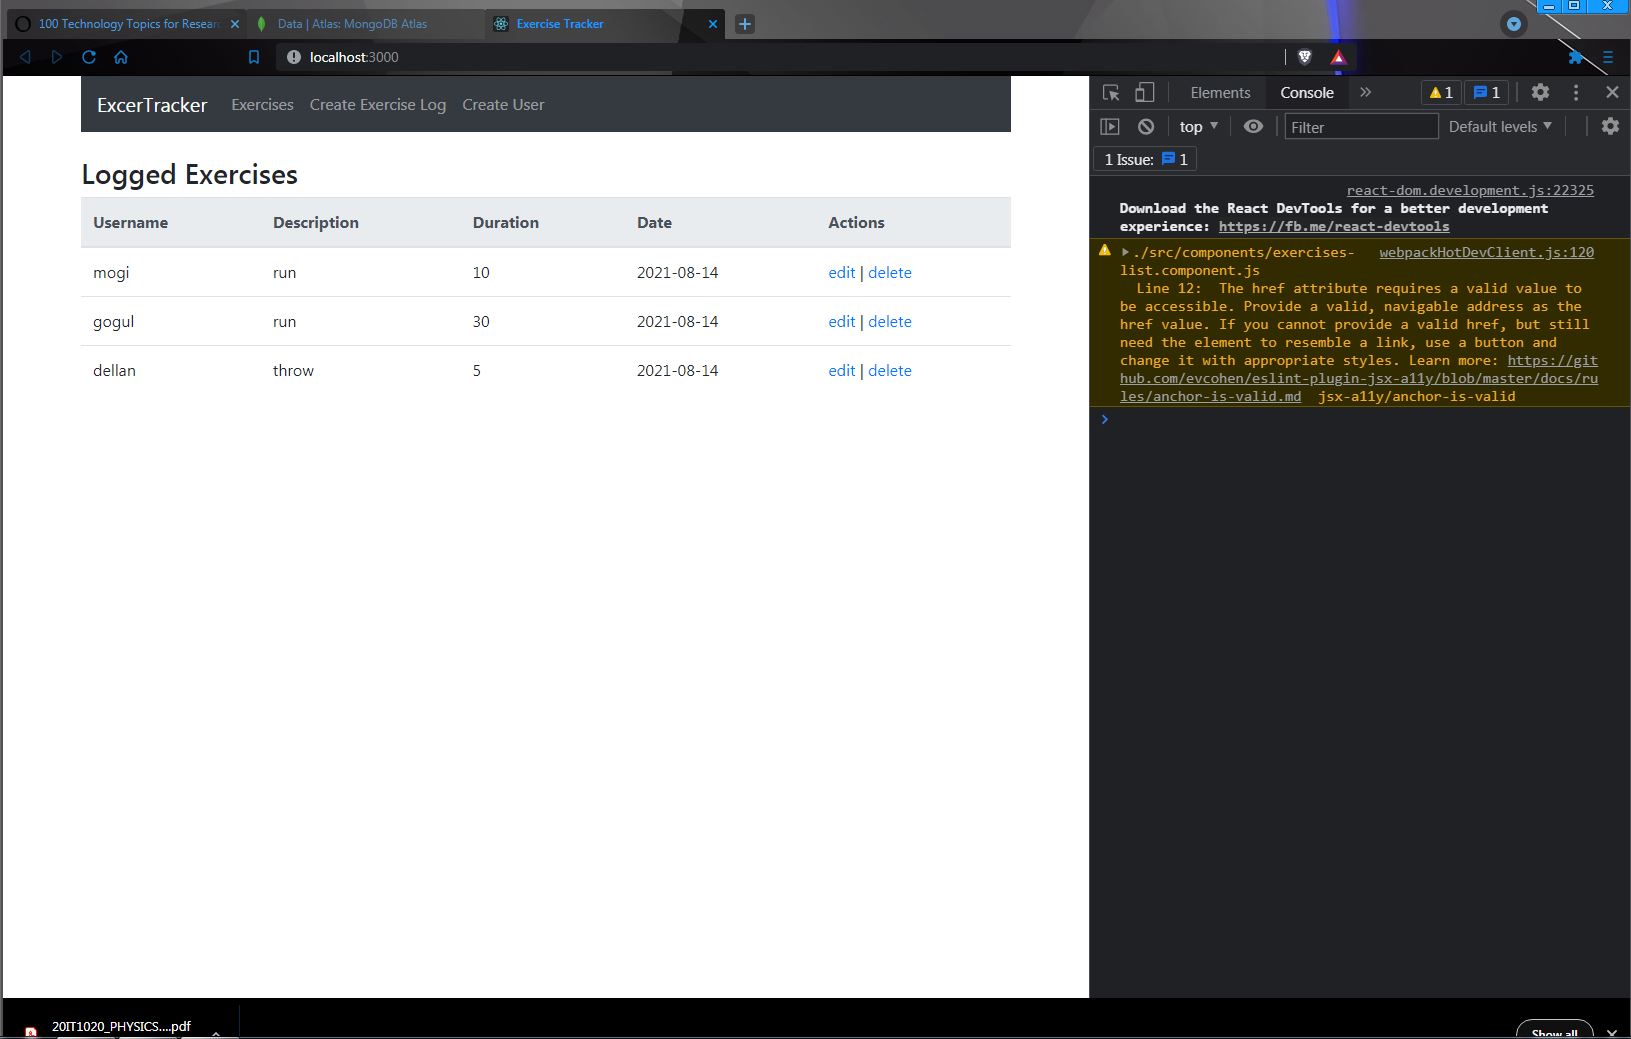 100 Technology Topics for Resear
Data | Atlas: MongoDB Atlas
Exercise Tracker
localhost:3000
ExcerTracker Exercises Create Exercise Log Create User
Logged Exercises
Username Description Duration Date Actions
mogi run 10 2021-08-14 edit | delete
gogul run 30 2021-08-14 edit | delete
dellan throw 5 2021-08-14 edit | delete
Elements Console 1 1
top Filter Default levels
1 Issue: 1
react-dom.development.js:22325
Download the React DevTools for a better development
experience: https://fb.me/react-devtools
./src/components/exercises- webpackHotDevClient.js:120
list.component.js
Line 12: The href attribute requires a valid value to
be accessible. Provide a valid, navigable address as the
href value. If you cannot provide a valid href, but still
need the element to resemble a link, use a button and
change it with appropriate styles. Learn more: https://git
hub.com/evcohen/eslint-plugin-jsx-a11y/blob/master/docs/ru
les/anchor-is-valid.md jsx-a11y/anchor-is-valid
20IT1020_PHYSICS....pdf
Show all